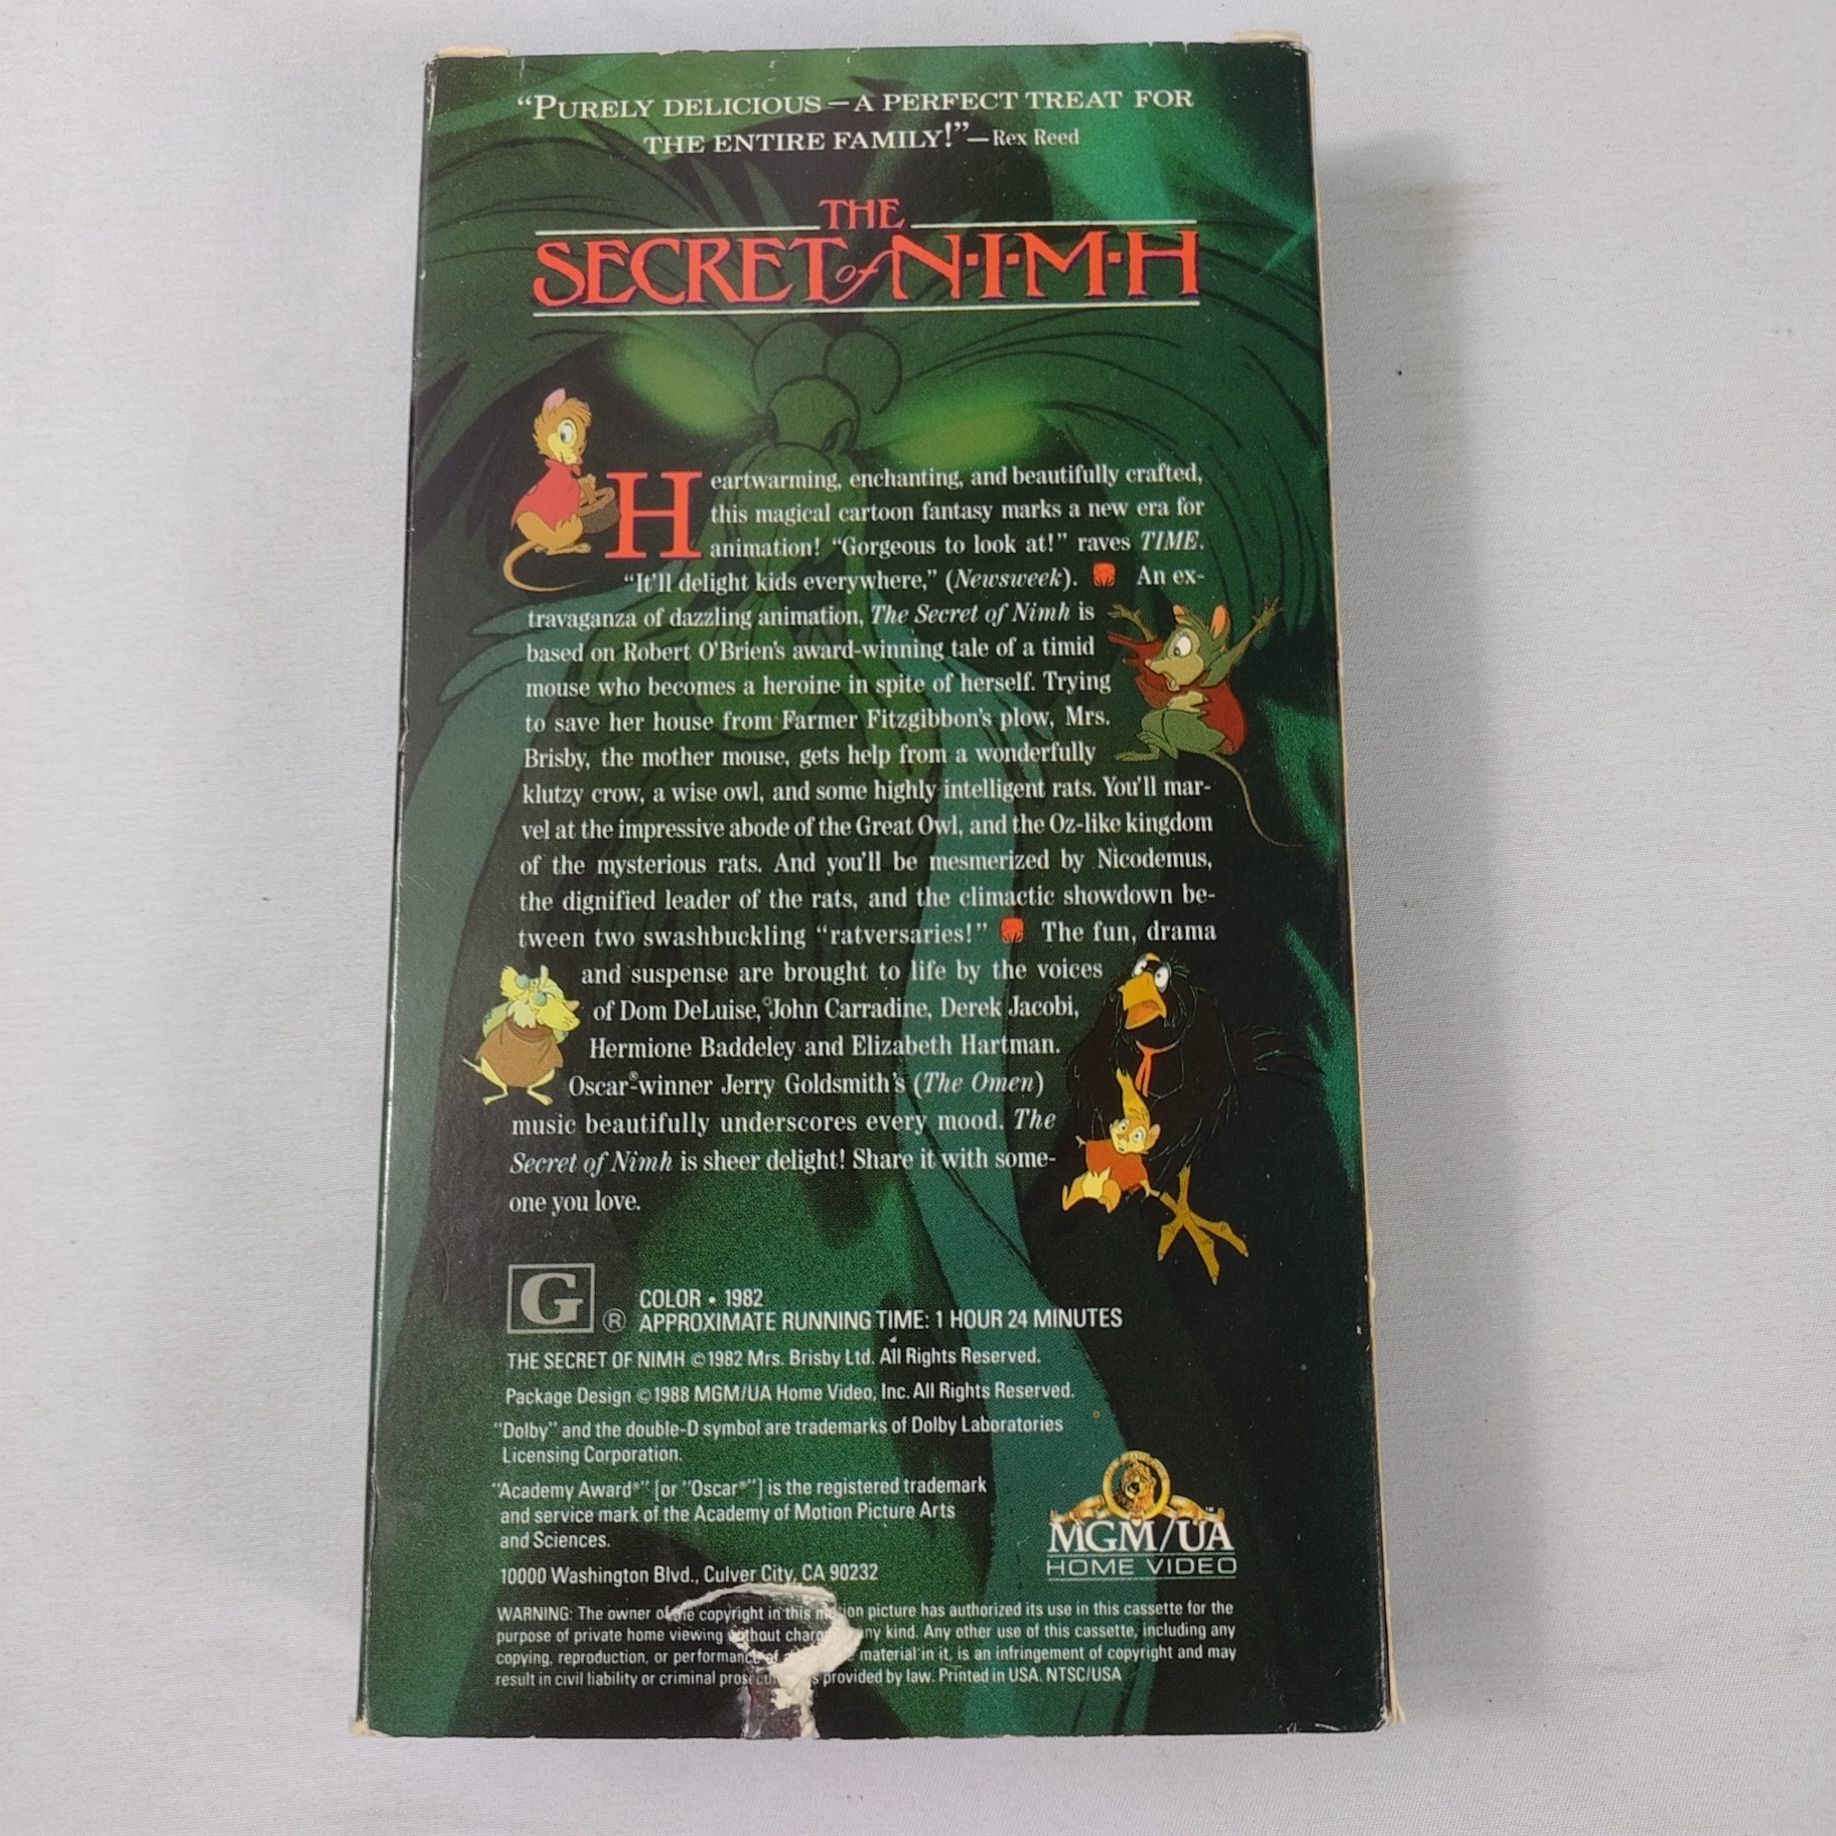 “PURELY DELICIOUS—A PERFECT TREAT FOR
THE ENTIRE FAMILY!”—Rex Reed
THE
SECRET of N·I·M·H
Heartwarming, enchanting, and beautifully crafted,
this magical cartoon fantasy marks a new era for
animation! “Gorgeous to look at!” raves TIME.
“It’ll delight kids everywhere,” (Newsweek). An ex-
travaganza of dazzling animation, The Secret of Nimh is
based on Robert O’Brien’s award-winning tale of a timid
mouse who becomes a heroine in spite of herself. Trying
to save her house from Farmer Fitzgibbon’s plow, Mrs.
Brisby, the mother mouse, gets help from a wonderfully
klutzy crow, a wise owl, and some highly intelligent rats. You’ll mar-
vel at the impressive abode of the Great Owl, and the Oz-like kingdom
of the mysterious rats. And you’ll be mesmerized by Nicodemus,
the dignified leader of the rats, and the climactic showdown be-
tween two swashbuckling “ratversaries!” The fun, drama
and suspense are brought to life by the voices
of Dom DeLuise, John Carradine, Derek Jacobi,
Hermione Baddeley and Elizabeth Hartman.
Oscar®-winner Jerry Goldsmith’s (The Omen)
music beautifully underscores every mood. The
Secret of Nimh is sheer delight! Share it with some-
one you love.
G ®
COLOR • 1982
APPROXIMATE RUNNING TIME: 1 HOUR 24 MINUTES
THE SECRET OF NIMH ©1982 Mrs. Brisby Ltd. All Rights Reserved.
Package Design ©1988 MGM/UA Home Video, Inc. All Rights Reserved.
“Dolby” and the double-D symbol are trademarks of Dolby Laboratories
Licensing Corporation.
“Academy Award®” [or “Oscar®”] is the registered trademark
and service mark of the Academy of Motion Picture Arts
and Sciences.
10000 Washington Blvd., Culver City, CA 90232
MGM/UA
HOME VIDEO
WARNING: The owner of the copyright in this motion picture has authorized its use in this cassette for the
purpose of private home viewing without charge any kind. Any other use of this cassette, including any
copying, reproduction, or performance of material in it, is an infringement of copyright and may
result in civil liability or criminal provided by law. Printed in USA. NTSC/USA